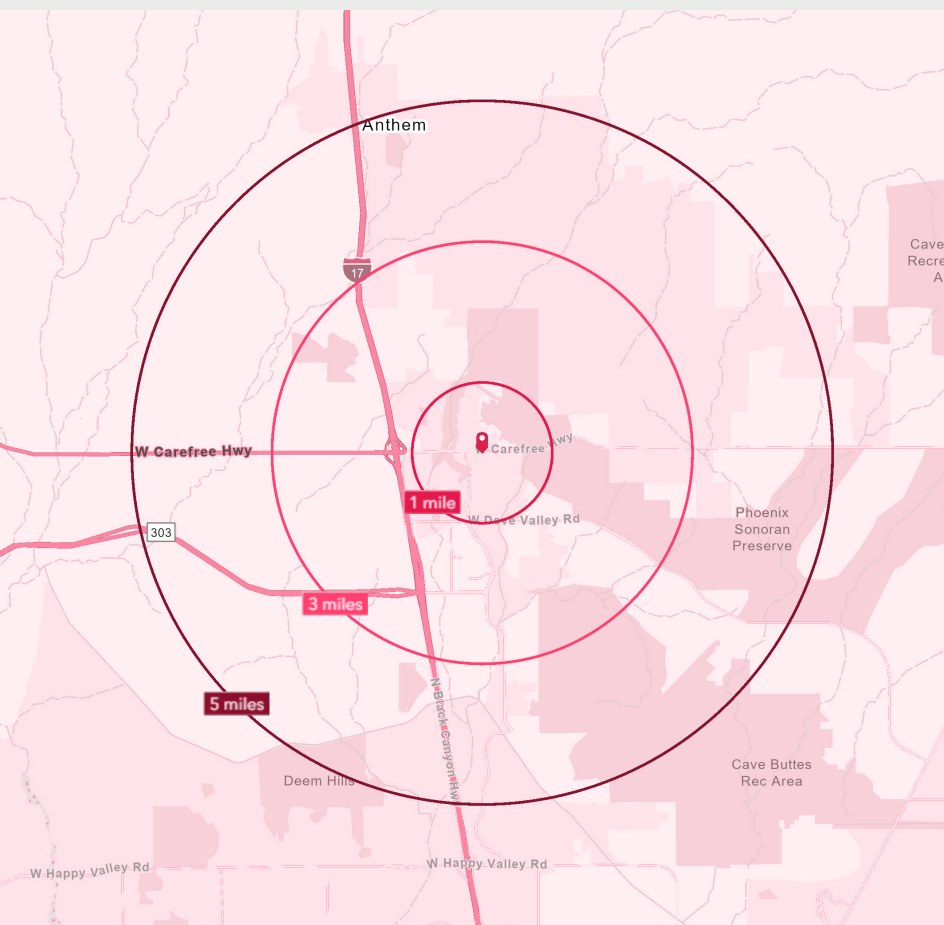 Anthem
Cave
Recre
A
17
W Carefree Hwy
W Carefree Hwy
1 mile
W Dove Valley Rd
Phoenix
Sonoran
Preserve
303
3 miles
5 miles
N Black Canyon Hwy
Deem Hills
Cave Buttes
Rec Area
W Happy Valley Rd
W Happy Valley Rd